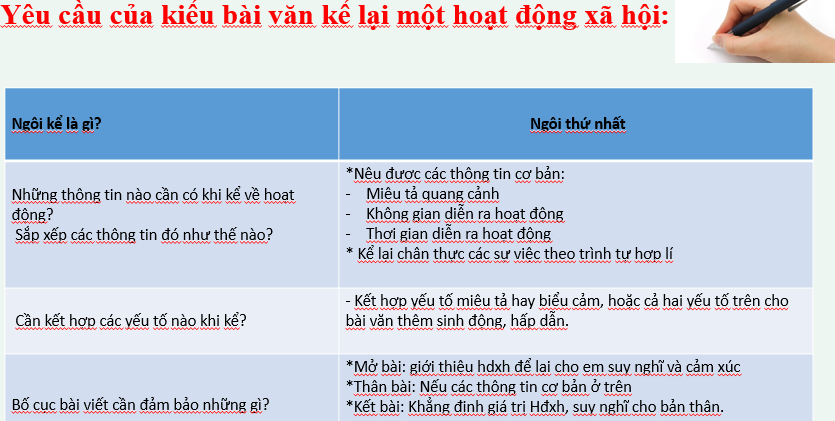 Yêu cầu của kiểu bài văn kể lại một hoạt động xã hội:
Ngôi kể là gì?
Ngôi thứ nhất
Những thông tin nào cần có khi kể về hoạt
động?
Sắp xếp các thông tin đó như thế nào?
*Nêu được các thông tin cơ bản:
- Miêu tả quang cảnh
- Không gian diễn ra hoạt động
- Thơi gian diễn ra hoạt động
* Kể lại chân thực các sự việc theo trình tự hợp lí
Cần kết hợp các yếu tố nào khi kể?
- Kết hợp yếu tố miêu tả hay biểu cảm, hoặc cả hai yếu tố trên cho
bài văn thêm sinh động, hấp dẫn.
Bố cục bài viết cần đảm bảo những gì?
*Mở bài: giới thiệu hdxh để lại cho em suy nghĩ và cảm xúc
*Thân bài: Nếu các thông tin cơ bản ở trên
*Kết bài: Khẳng định giá trị Hđxh, suy nghĩ cho bản thân.